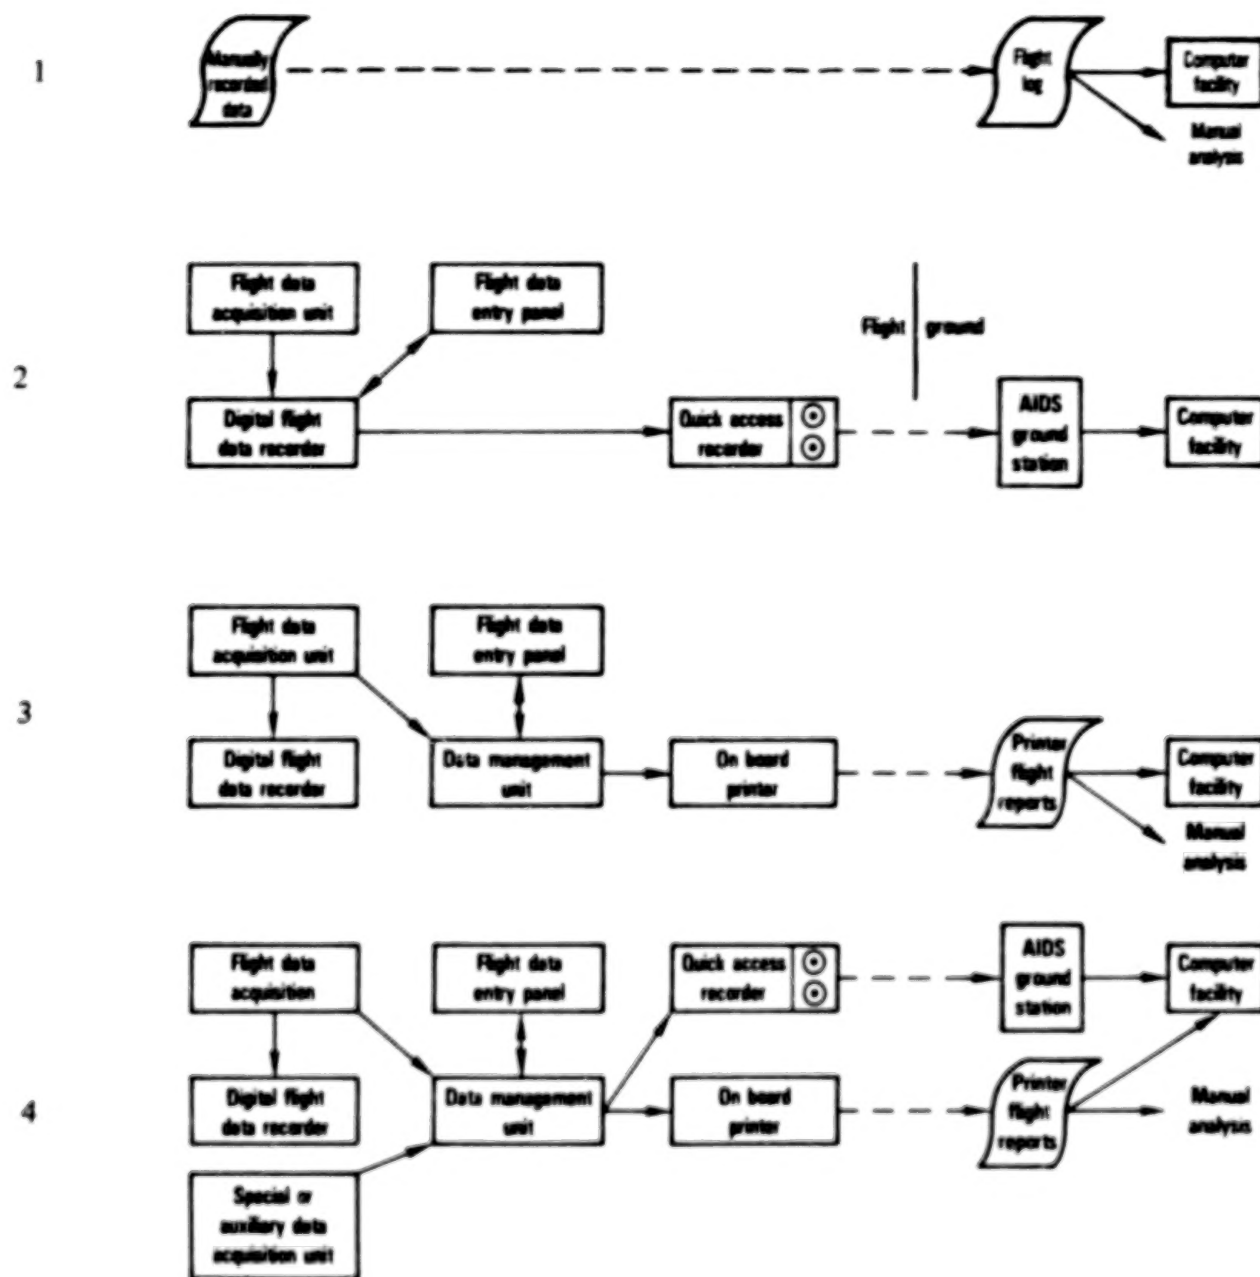 1
Manually
recorded
data
Flight
log
Computer
facility
Manual
analysis
2
Flight data
acquisition unit
Flight data
entry panel
Flight
ground
Digital flight
data recorder
Quick access
recorder
AIDS
ground
station
Computer
facility
3
Flight data
acquisition unit
Flight data
entry panel
Digital flight
data recorder
Data management
unit
On board
printer
Printer
flight
reports
Computer
facility
Manual
analysis
4
Flight data
acquisition
Flight data
entry panel
Quick access
recorder
AIDS
ground
station
Computer
facility
Digital flight
data recorder
Data management
unit
On board
printer
Printer
flight
reports
Manual
analysis
Special or
auxiliary data
acquisition unit